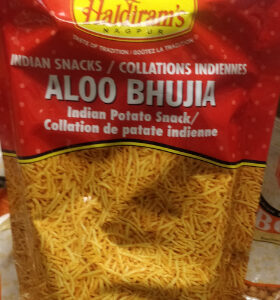 Haldiram's
NAGPUR
TASTE OF TRADITION / GOÛTEZ LA TRADITION
INDIAN SNACKS / COLLATIONS INDIENNES
ALOO BHUJIA
Indian Potato Snack/
Collation de patate indienne